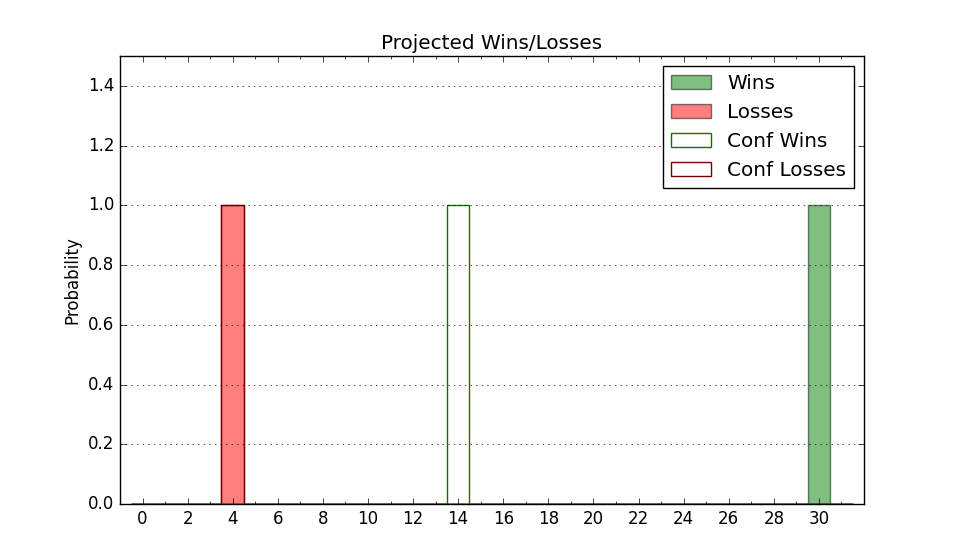 Projected Wins/Losses
Wins
Losses
Conf Wins
Conf Losses
Probability
1.4
1.2
1.0
0.8
0.6
0.4
0.2
0.0
0 2 4 6 8 10 12 14 16 18 20 22 24 26 28 30